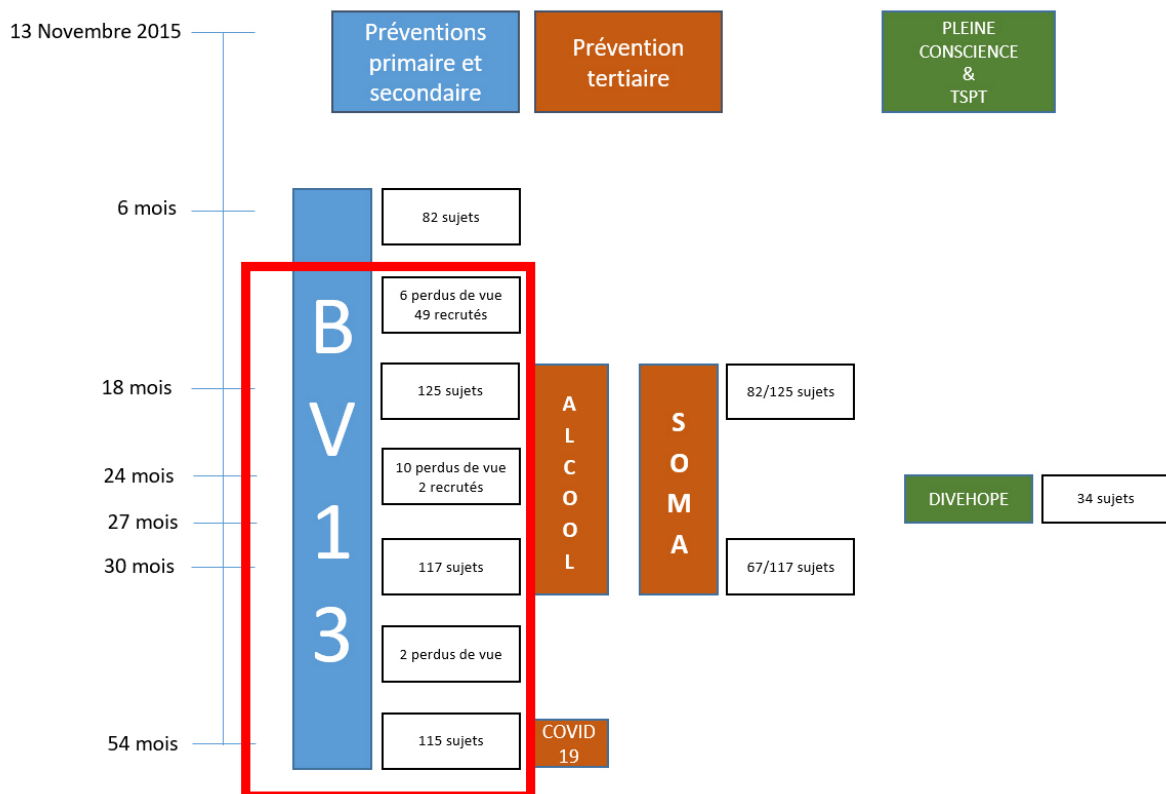 13 Novembre 2015
Préventions
primaire et
secondaire
Prévention
tertiaire
PLEINE
CONSCIENCE
&
TSPT
6 mois
82 sujets
6 perdus de vue
49 recrutés
B
V
1
3
18 mois
125 sujets
A
L
C
O
O
L
S
O
M
A
82/125 sujets
24 mois
10 perdus de vue
2 recrutés
DIVEHOPE
34 sujets
27 mois
30 mois
117 sujets
67/117 sujets
2 perdus de vue
54 mois
115 sujets
COVID
19